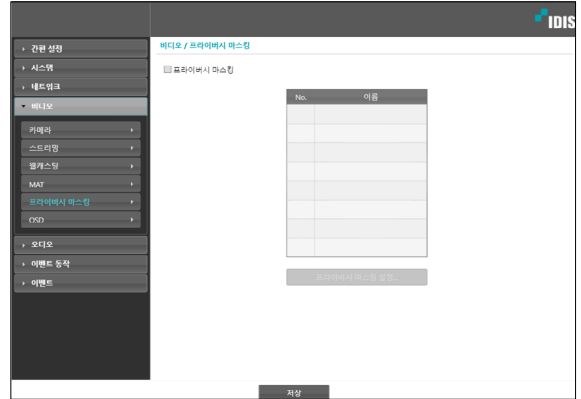 IDIS
간편 설정
시스템
네트워크
비디오
카메라
스트리밍
웹캐스팅
MAT
프라이버시 마스킹
OSD
오디오
이벤트 동작
이벤트
비디오 / 프라이버시 마스킹
프라이버시 마스킹
No. 이름
프라이버시 마스킹 설정...
저장